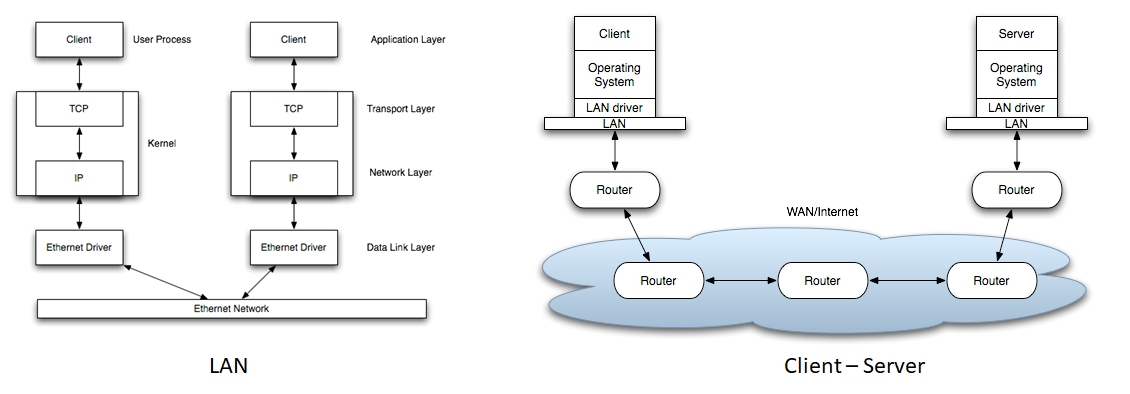 Client
User Process
Client
Application Layer
TCP
TCP
Transport Layer
Kernel
IP
IP
Network Layer
Ethernet Driver
Ethernet Driver
Data Link Layer
Ethernet Network
LAN
Client
Operating
System
LAN driver
LAN
Server
Operating
System
LAN driver
LAN
Router
Router
WAN/Internet
Router
Router
Router
Client – Server